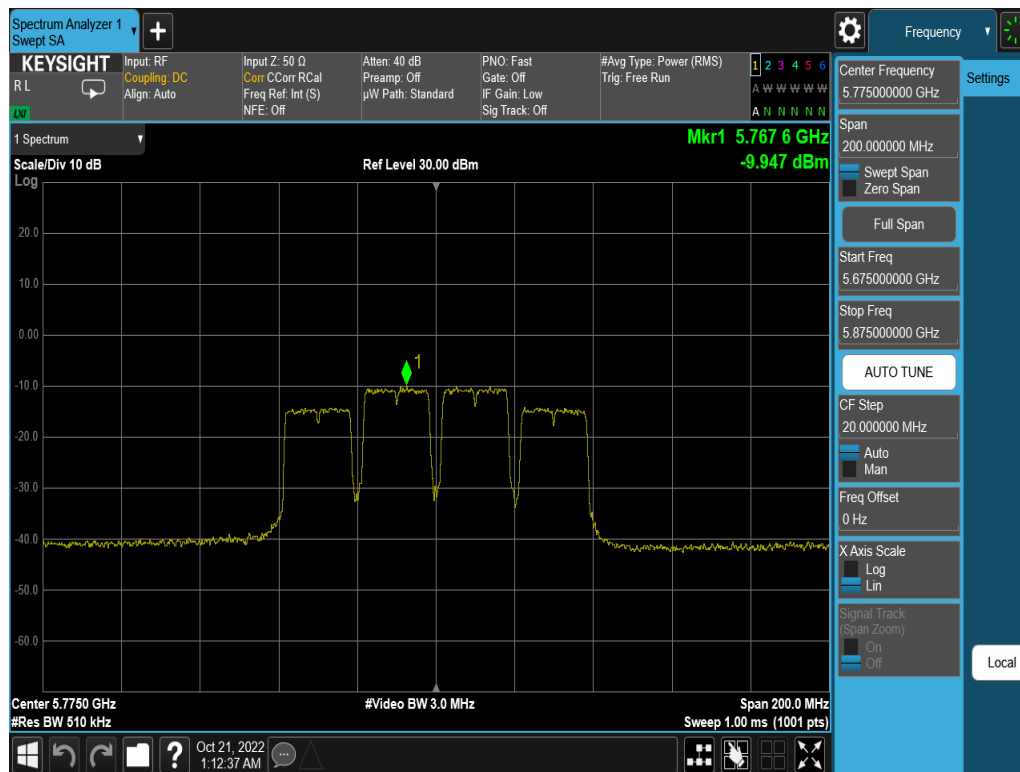 Spectrum Analyzer 1
Swept SA
+
Frequency
KEYSIGHT
R L
LXI
Input: RF
Coupling: DC
Align: Auto
Input Z: 50 Ω
Corr CCorr RCal
Freq Ref: Int (S)
NFE: Off
Atten: 40 dB
Preamp: Off
µW Path: Standard
PNO: Fast
Gate: Off
IF Gain: Low
Sig Track: Off
#Avg Type: Power (RMS)
Trig: Free Run
1 2 3 4 5 6
A W W W W W
A N N N N N
1 Spectrum
Scale/Div 10 dB
Log
Ref Level 30.00 dBm
Mkr1 5.767 6 GHz
-9.947 dBm
20.0
10.0
0.00
-10.0
-20.0
-30.0
-40.0
-50.0
-60.0
1
Center 5.7750 GHz
#Res BW 510 kHz
#Video BW 3.0 MHz
Span 200.0 MHz
Sweep 1.00 ms (1001 pts)
Center Frequency
5.775000000 GHz
Settings
Span
200.000000 MHz
Swept Span
Zero Span
Full Span
Start Freq
5.675000000 GHz
Stop Freq
5.875000000 GHz
AUTO TUNE
CF Step
20.000000 MHz
Auto
Man
Freq Offset
0 Hz
X Axis Scale
Log
Lin
Signal Track
(Span Zoom)
On
Off
Local
?
Oct 21, 2022
1:12:37 AM